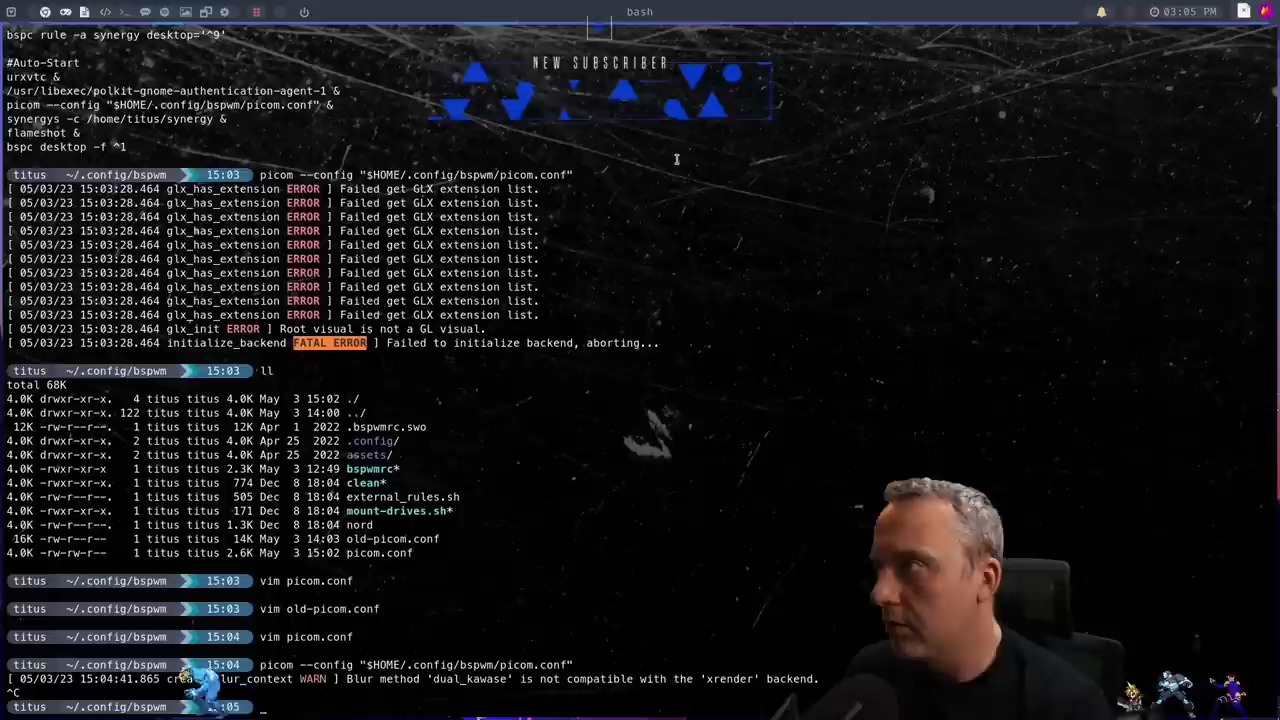 bash
03:05 PM
bspc rule -a synergy desktop='^9'
NEW SUBSCRIBER
#Auto-Start
urxvtc &
/usr/libexec/polkit-gnome-authentication-agent-1 &
picom --config "$HOME/.config/bspwm/picom.conf" &
synergys -c /home/titus/synergy &
flameshot &
bspc desktop -f ^1
titus ~/.config/bspwm 15:03 picom --config "$HOME/.config/bspwm/picom.conf"
[ 05/03/23 15:03:28.464 glx_has_extension ERROR ] Failed get GLX extension list.
[ 05/03/23 15:03:28.464 glx_has_extension ERROR ] Failed get GLX extension list.
[ 05/03/23 15:03:28.464 glx_has_extension ERROR ] Failed get GLX extension list.
[ 05/03/23 15:03:28.464 glx_has_extension ERROR ] Failed get GLX extension list.
[ 05/03/23 15:03:28.464 glx_has_extension ERROR ] Failed get GLX extension list.
[ 05/03/23 15:03:28.464 glx_has_extension ERROR ] Failed get GLX extension list.
[ 05/03/23 15:03:28.464 glx_has_extension ERROR ] Failed get GLX extension list.
[ 05/03/23 15:03:28.464 glx_has_extension ERROR ] Failed get GLX extension list.
[ 05/03/23 15:03:28.464 glx_has_extension ERROR ] Failed get GLX extension list.
[ 05/03/23 15:03:28.464 glx_has_extension ERROR ] Failed get GLX extension list.
[ 05/03/23 15:03:28.464 glx_init ERROR ] Root visual is not a GL visual.
[ 05/03/23 15:03:28.464 initialize_backend FATAL ERROR ] Failed to initialize backend, aborting...
titus ~/.config/bspwm 15:03 ll
total 68K
4.0K drwxr-xr-x. 4 titus titus 4.0K May 3 15:02 ./
4.0K drwxr-xr-x. 122 titus titus 4.0K May 3 14:00 ../
12K -rw-r--r--. 1 titus titus 12K Apr 1 2022 .bspwmrc.swo
4.0K drwxr-xr-x. 2 titus titus 4.0K Apr 25 2022 .config/
4.0K drwxr-xr-x. 2 titus titus 4.0K Apr 25 2022 assets/
4.0K -rwxr-xr-x 1 titus titus 2.3K May 3 12:49 bspwmrc*
4.0K -rwxr-xr-x 1 titus titus 774 Dec 8 18:04 clean*
4.0K -rw-r--r--. 1 titus titus 505 Dec 8 18:04 external_rules.sh
4.0K -rwxr-xr-x. 1 titus titus 171 Dec 8 18:04 mount-drives.sh*
4.0K -rw-r--r--. 1 titus titus 1.3K Dec 8 18:04 nord
16K -rw-r--r-- 1 titus titus 14K May 3 14:03 old-picom.conf
4.0K -rw-rw-r-- 1 titus titus 2.6K May 3 15:02 picom.conf
titus ~/.config/bspwm 15:03 vim picom.conf
titus ~/.config/bspwm 15:03 vim old-picom.conf
titus ~/.config/bspwm 15:04 vim picom.conf
titus ~/.config/bspwm 15:04 picom --config "$HOME/.config/bspwm/picom.conf"
[ 05/03/23 15:04:41.865 WARN ] Blur method 'dual_kawase' is not compatible with the 'xrender' backend.
^C
titus ~/.config/bspwm :05 _